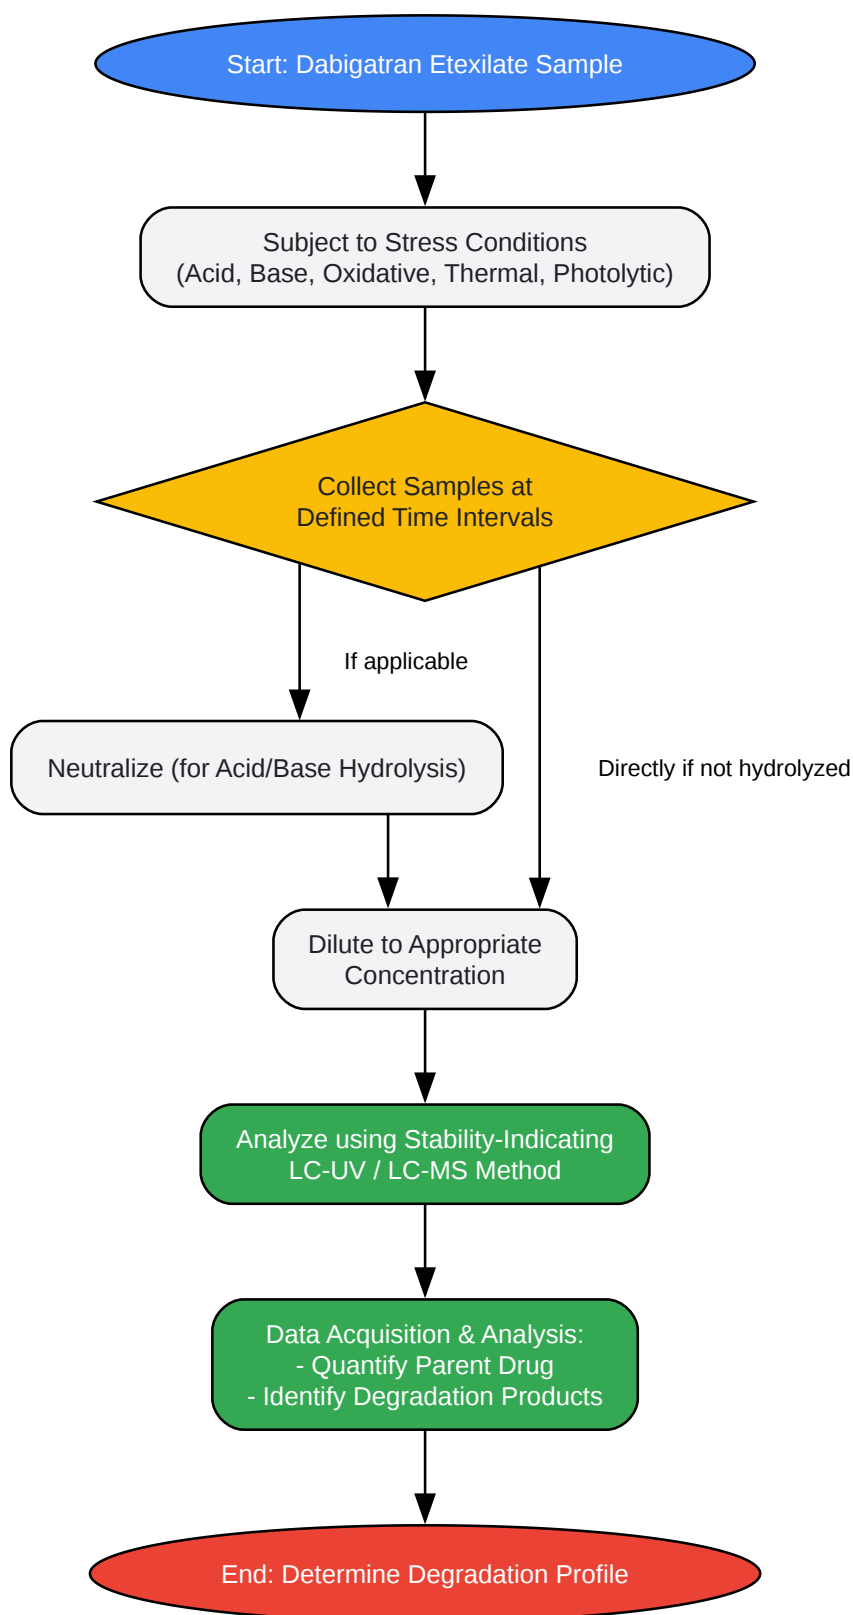 Start: Dabigatran Etexilate Sample
Subject to Stress Conditions
(Acid, Base, Oxidative, Thermal, Photolytic)
Collect Samples at
Defined Time Intervals
If applicable
Neutralize (for Acid/Base Hydrolysis)
Directly if not hydrolyzed
Dilute to Appropriate
Concentration
Analyze using Stability-Indicating
LC-UV / LC-MS Method
Data Acquisition & Analysis:
- Quantify Parent Drug
- Identify Degradation Products
End: Determine Degradation Profile